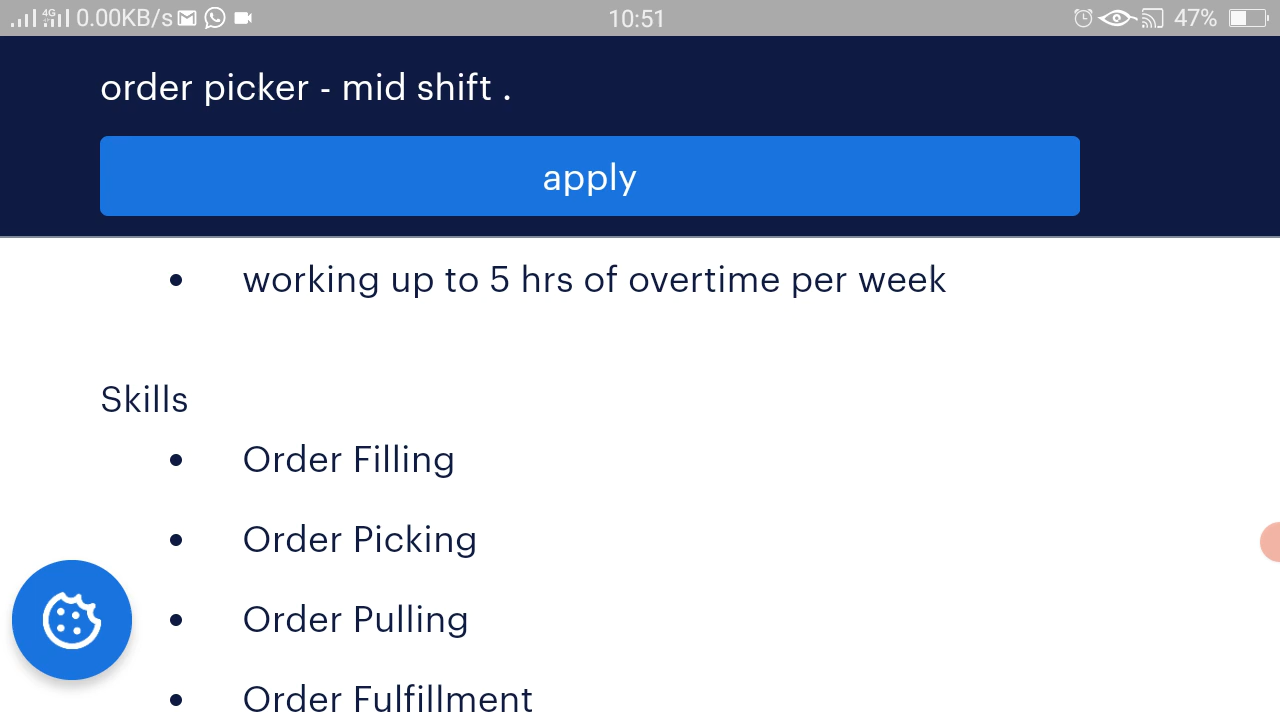 4G 0.00KB/s 10:51 47%
order picker - mid shift .
apply
working up to 5 hrs of overtime per week
Skills
Order Filling
Order Picking
Order Pulling
Order Fulfillment